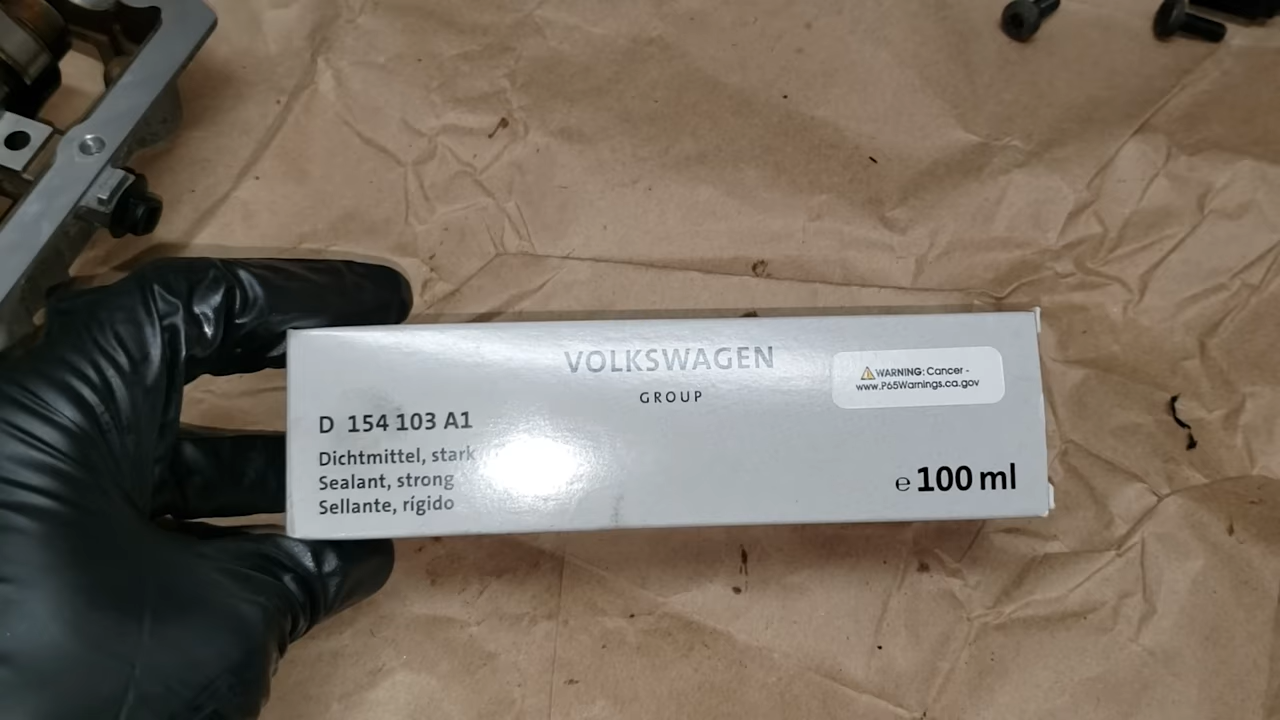 VOLKSWAGEN
GROUP
WARNING: Cancer -
www.P65Warnings.ca.gov
D 154 103 A1
Dichtmittel, stark
Sealant, strong
Sellante, rígido
℮ 100 ml